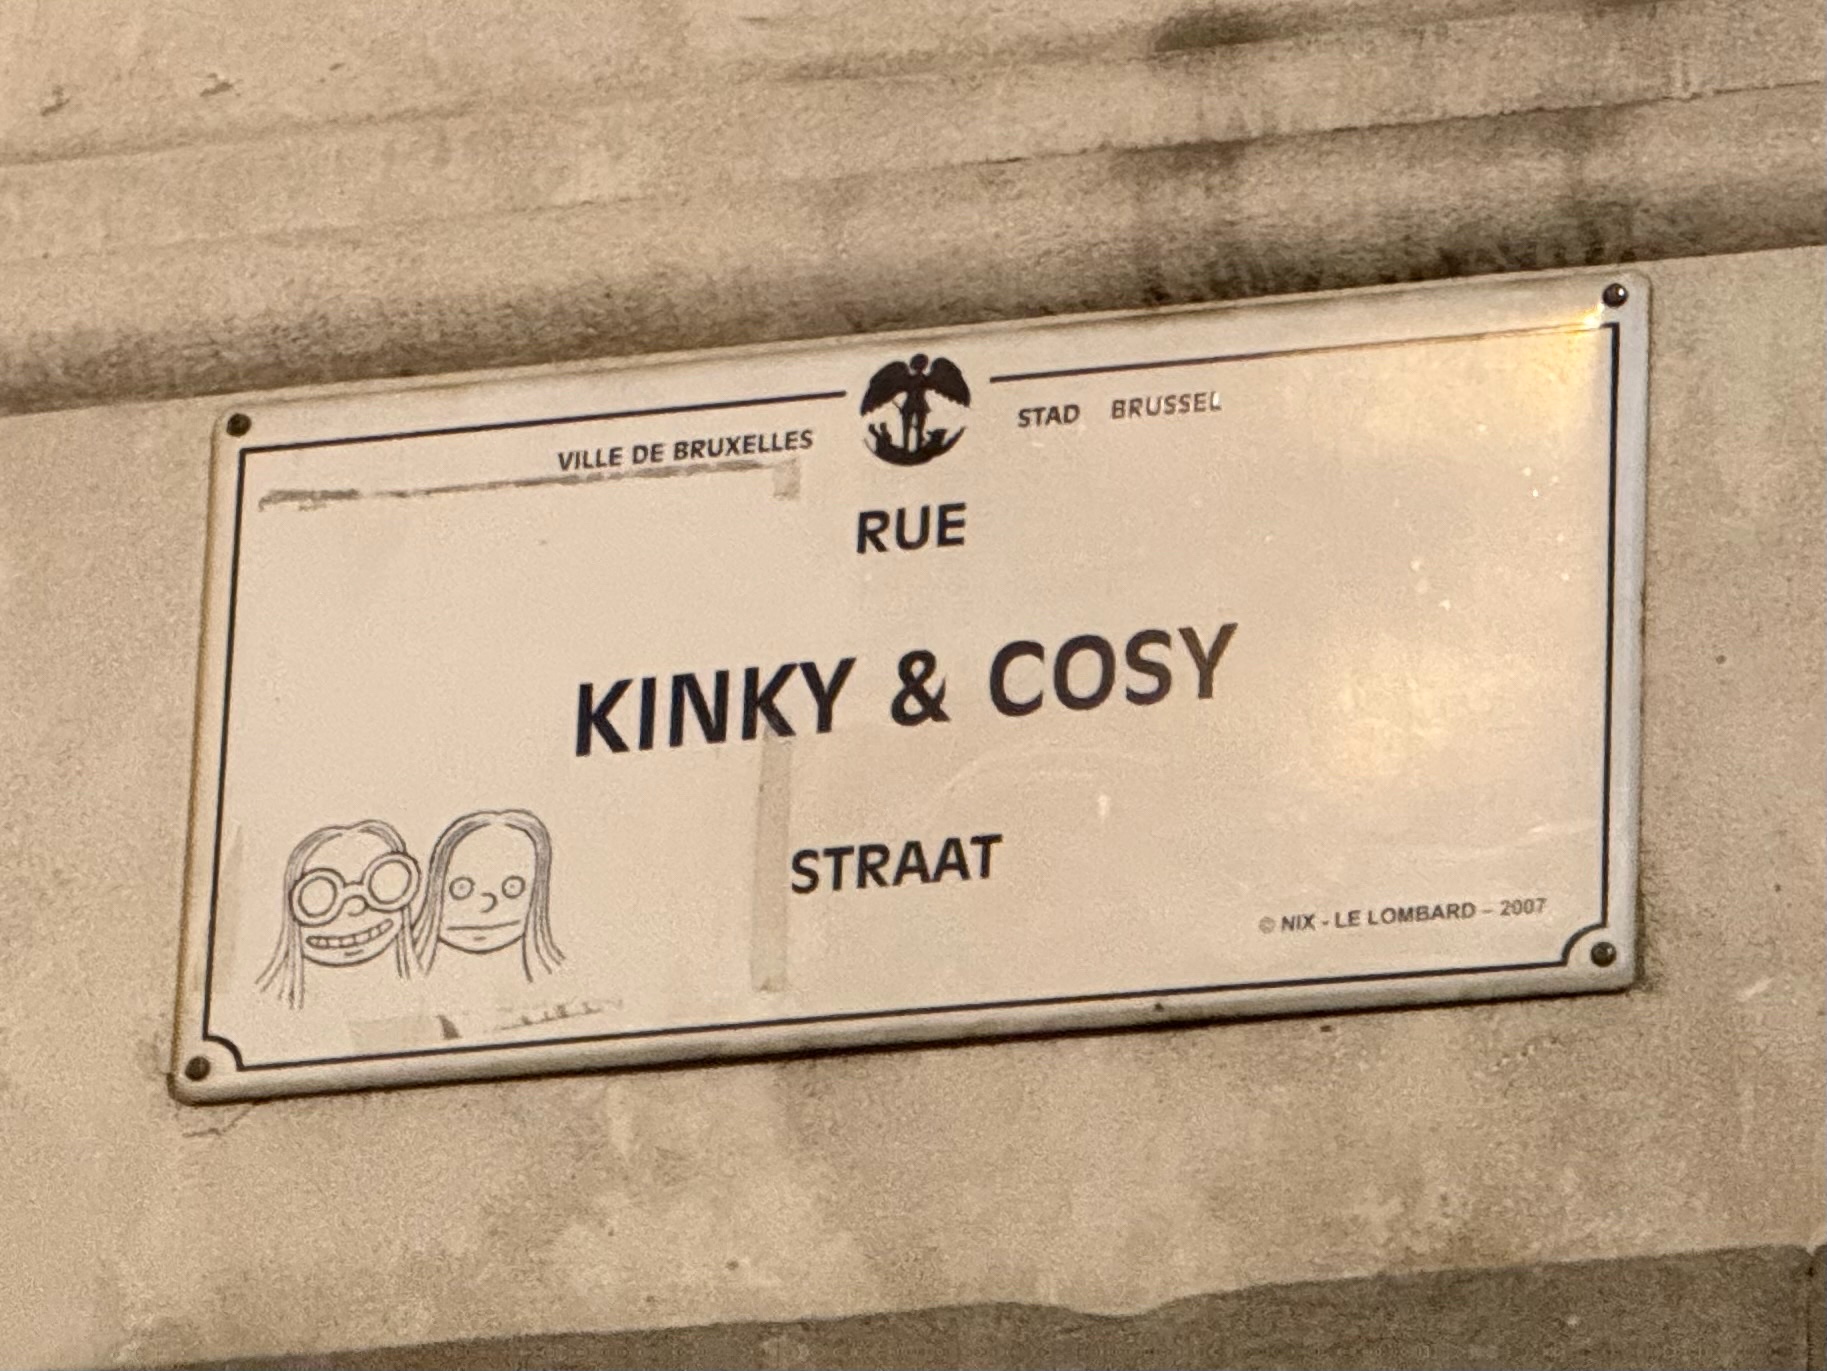 VILLE DE BRUXELLES STAD BRUSSEL
RUE
KINKY & COSY
STRAAT
© NIX - LE LOMBARD – 2007